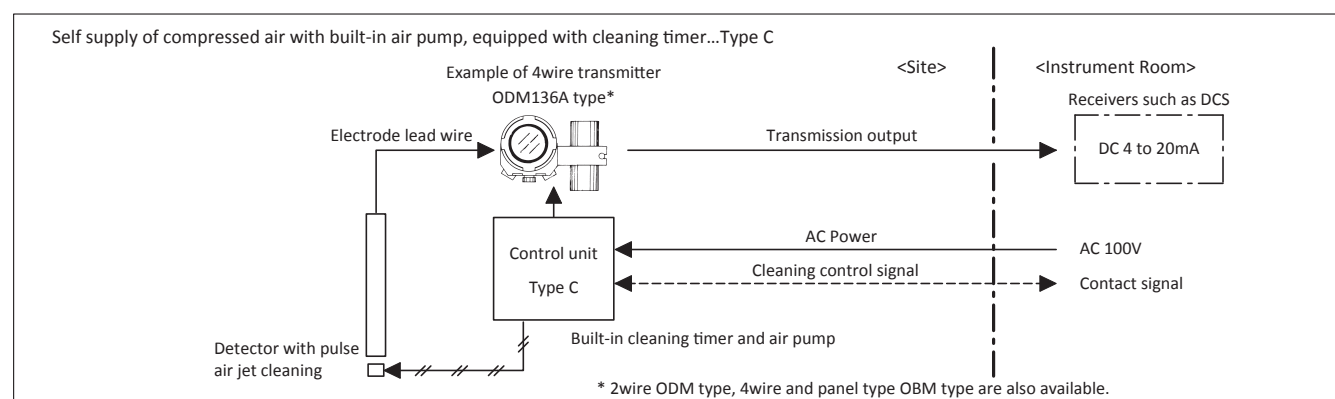 Self supply of compressed air with built-in air pump, equipped with cleaning timer...Type C
Example of 4wire transmitter
ODM136A type*
<Site>
<Instrument Room>
Receivers such as DCS
Electrode lead wire
Transmission output
DC 4 to 20mA
AC Power
AC 100V
Control unit
Type C
Cleaning control signal
Contact signal
Built-in cleaning timer and air pump
Detector with pulse
air jet cleaning
* 2wire ODM type, 4wire and panel type OBM type are also available.